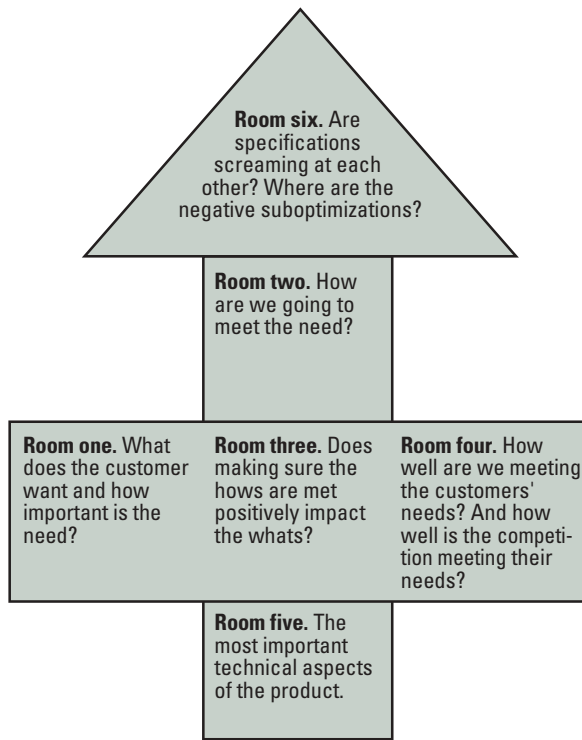 Room six. Are
specifications
screaming at each
other? Where are the
negative suboptimizations?
Room two. How
are we going to
meet the need?
Room one. What
does the customer
want and how
important is the
need?
Room three. Does
making sure the
hows are met
positively impact
the whats?
Room four. How
well are we meeting
the customers'
needs? And how
well is the competi-
tion meeting their
needs?
Room five. The
most important
technical aspects
of the product.